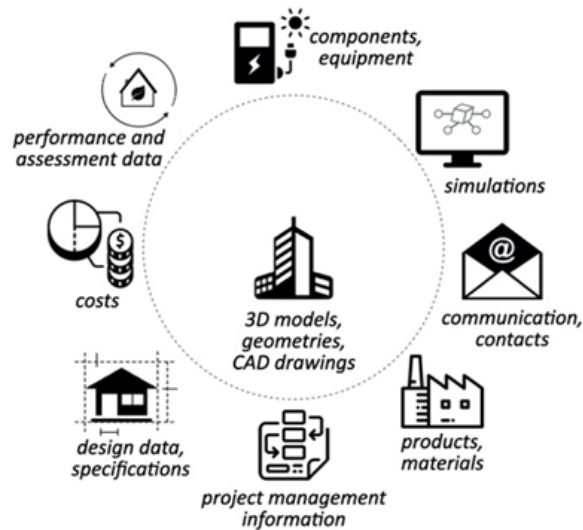 components,
equipment
performance and
assessment data
simulations
$
costs
@
communication,
contacts
3D models,
geometries,
CAD drawings
design data,
specifications
products,
materials
project management
information